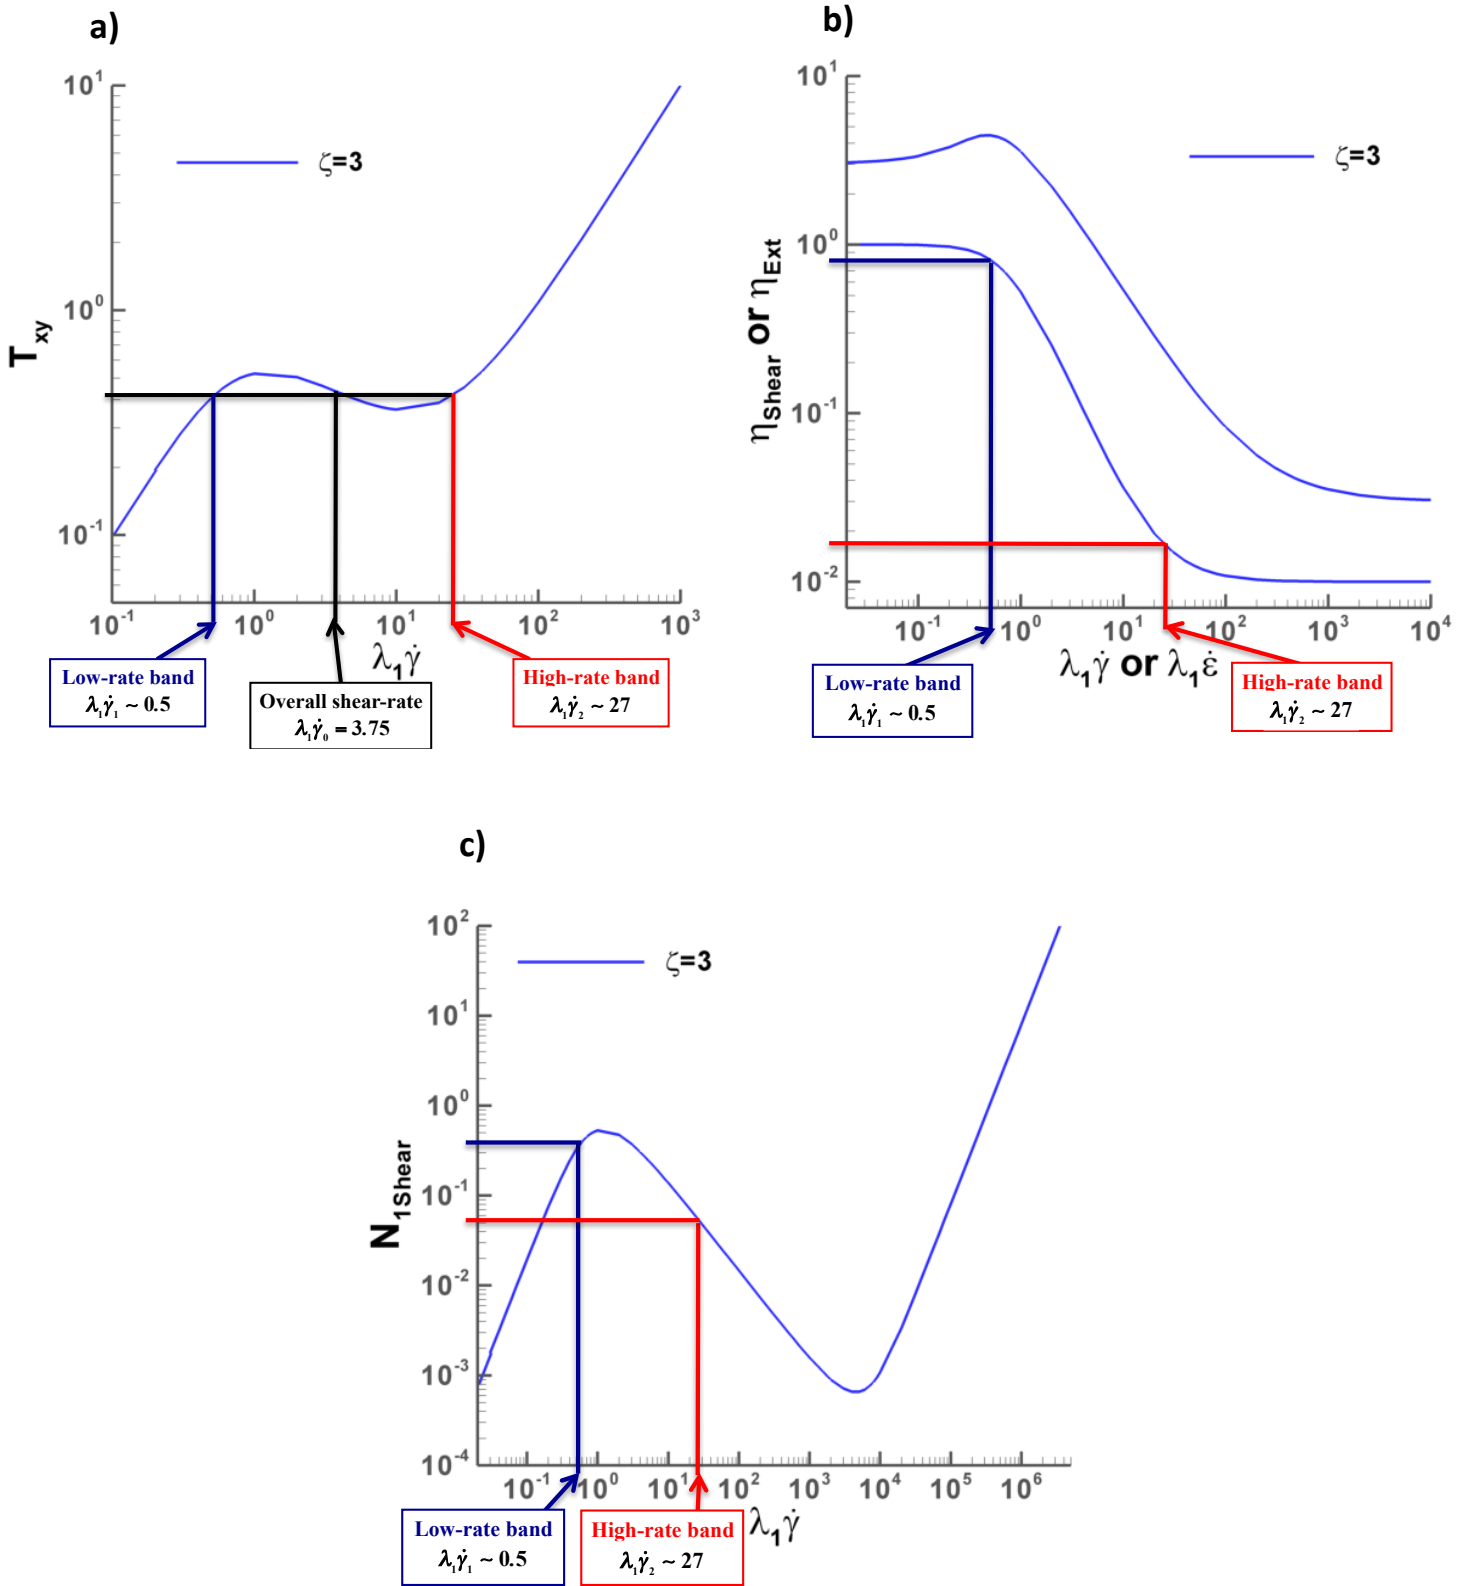 a)
10¹
10⁰
10⁻¹
T_xy
ζ=3
10⁻¹ 10⁰ 10¹ 10² 10³
λ₁γ̇
Low-rate band
λ₁γ̇₁ ~ 0.5
Overall shear-rate
λ₁γ̇₀ = 3.75
High-rate band
λ₁γ̇₂ ~ 27
b)
10¹
10⁰
10⁻¹
10⁻²
η_Shear or η_Ext
ζ=3
10⁻¹ 10⁰ 10¹ 10² 10³ 10⁴
λ₁γ̇ or λ₁ε̇
Low-rate band
λ₁γ̇₁ ~ 0.5
High-rate band
λ₁γ̇₂ ~ 27
c)
10²
10¹
10⁰
10⁻¹
10⁻²
10⁻³
10⁻⁴
N_1Shear
ζ=3
10⁻¹ 10⁰ 10¹ 10² 10³ 10⁴ 10⁵ 10⁶
λ₁γ̇
Low-rate band
λ₁γ̇₁ ~ 0.5
High-rate band
λ₁γ̇₂ ~ 27